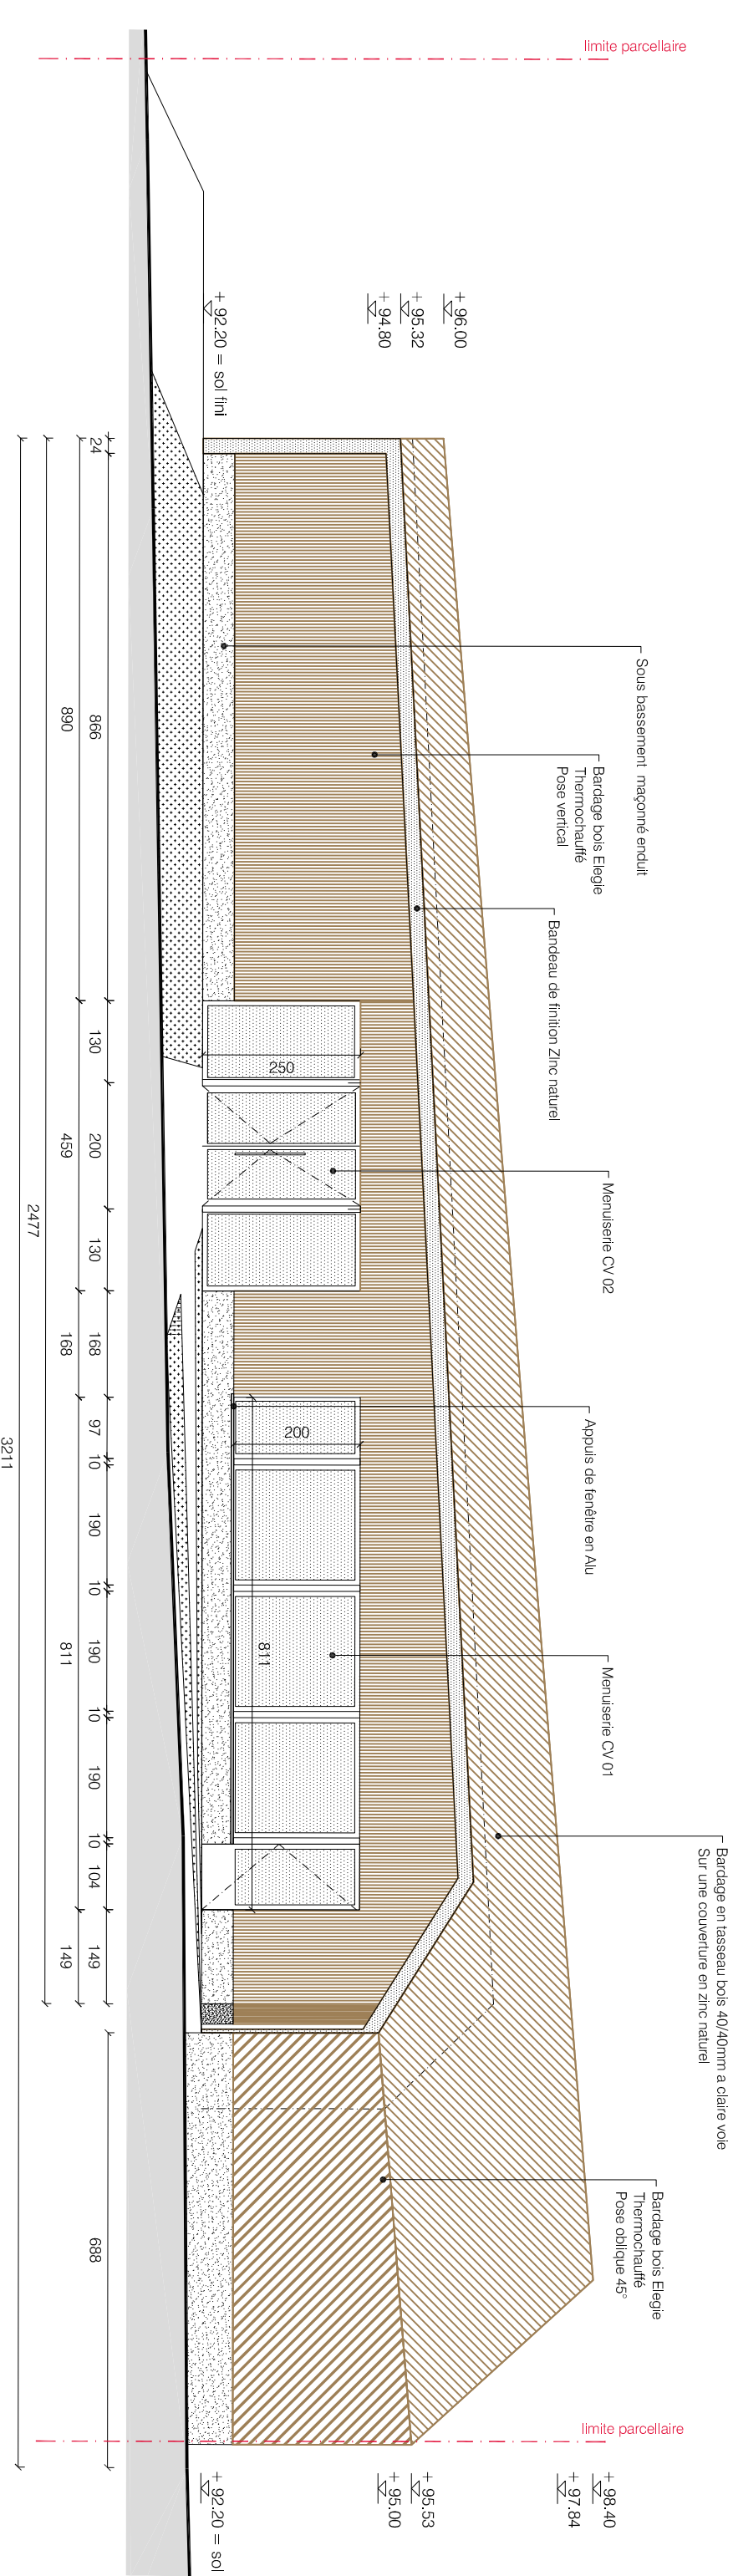 limite parcellaire
+ 96.00
+ 95.32
+ 94.80
+ 92.20 = sol fini
Sous bassement maçonné enduit
Bardage bois Elegie
Thermochauffé
Pose vertical
Bandeau de finition ZInc naturel
Menuiserie CV 02
Appuis de fenêtre en Alu
Menuiserie CV 01
Bardage en tasseau bois 40/40mm a claire voie
Sur une couverture en zinc naturel
Bardage bois Elegie
Thermochauffé
Pose oblique 45°
limite parcellaire
+ 98.40
+ 97.84
+ 95.53
+ 95.00
+ 92.20 = sol
250
200
811
24
866
130
200
130
168
97
10
190
10
190
10
190
10
104
149
688
890
459
168
811
149
2477
3211